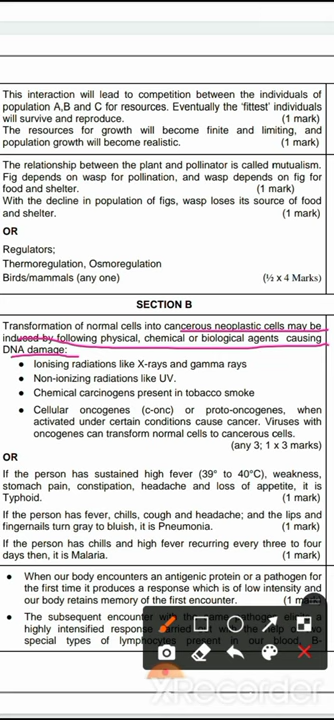 This interaction will lead to competition between the individuals of
population A,B and C for resources. Eventually the 'fittest' individuals
will survive and reproduce. (1 mark)
The resources for growth will become finite and limiting, and
population growth will become realistic. (1 mark)
The relationship between the plant and pollinator is called mutualism.
Fig depends on wasp for pollination, and wasp depends on fig for
food and shelter. (1 mark)
With the decline in population of figs, wasp loses its source of food
and shelter. (1 mark)
OR
Regulators;
Thermoregulation, Osmoregulation
Birds/mammals (any one) (½ x 4 Marks)
SECTION B
Transformation of normal cells into cancerous neoplastic cells may be
induced by following physical, chemical or biological agents causing
DNA damage:
• Ionising radiations like X-rays and gamma rays
• Non-ionizing radiations like UV.
• Chemical carcinogens present in tobacco smoke
• Cellular oncogenes (c-onc) or proto-oncogenes, when
activated under certain conditions cause cancer. Viruses with
oncogenes can transform normal cells to cancerous cells.
(any 3; 1 x 3 marks)
OR
If the person has sustained high fever (39° to 40°C), weakness,
stomach pain, constipation, headache and loss of appetite, it is
Typhoid. (1 mark)
If the person has fever, chills, cough and headache; and the lips and
fingernails turn gray to bluish, it is Pneumonia. (1 mark)
If the person has chills and high fever recurring every three to four
days then, it is Malaria. (1 mark)
• When our body encounters an antigenic protein or a pathogen for
the first time it produces a response which is of low intensity and
our body retains memory of the first encounter. (1 mark)
• The subsequent encounter with the same pathogen
highly intensified response carried out with the help of two
special types of lymphocytes present in our blood, B-
XRecorder